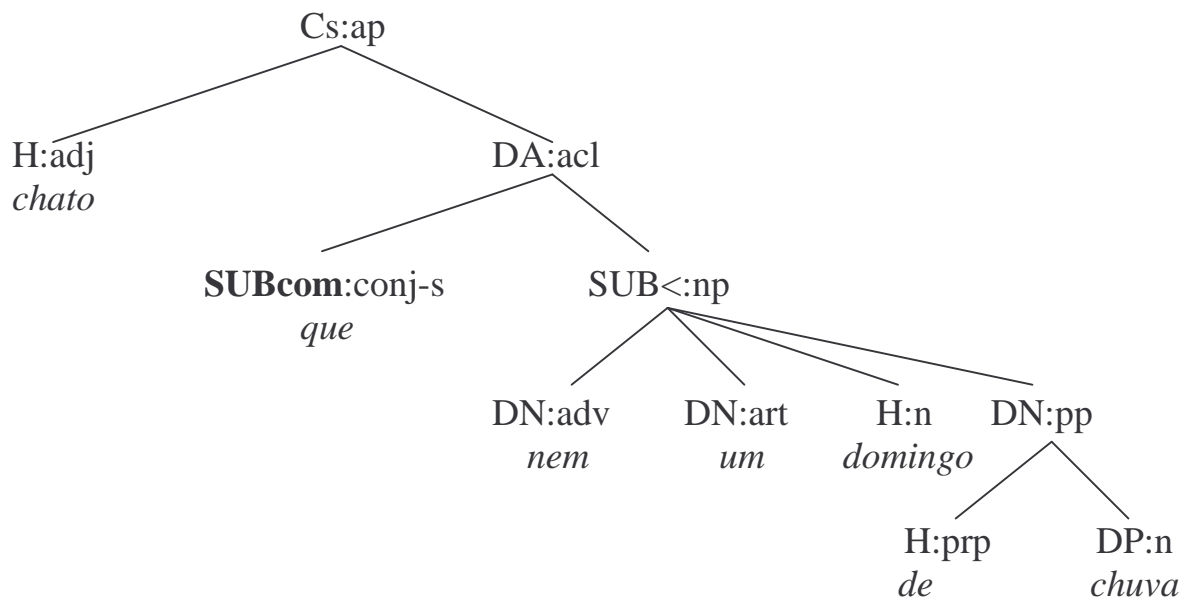 Cs:ap
H:adj DA:acl
chato
SUBcom:conj-s SUB<:np
que
DN:adv DN:art H:n DN:pp
nem um domingo
H:prp DP:n
de chuva